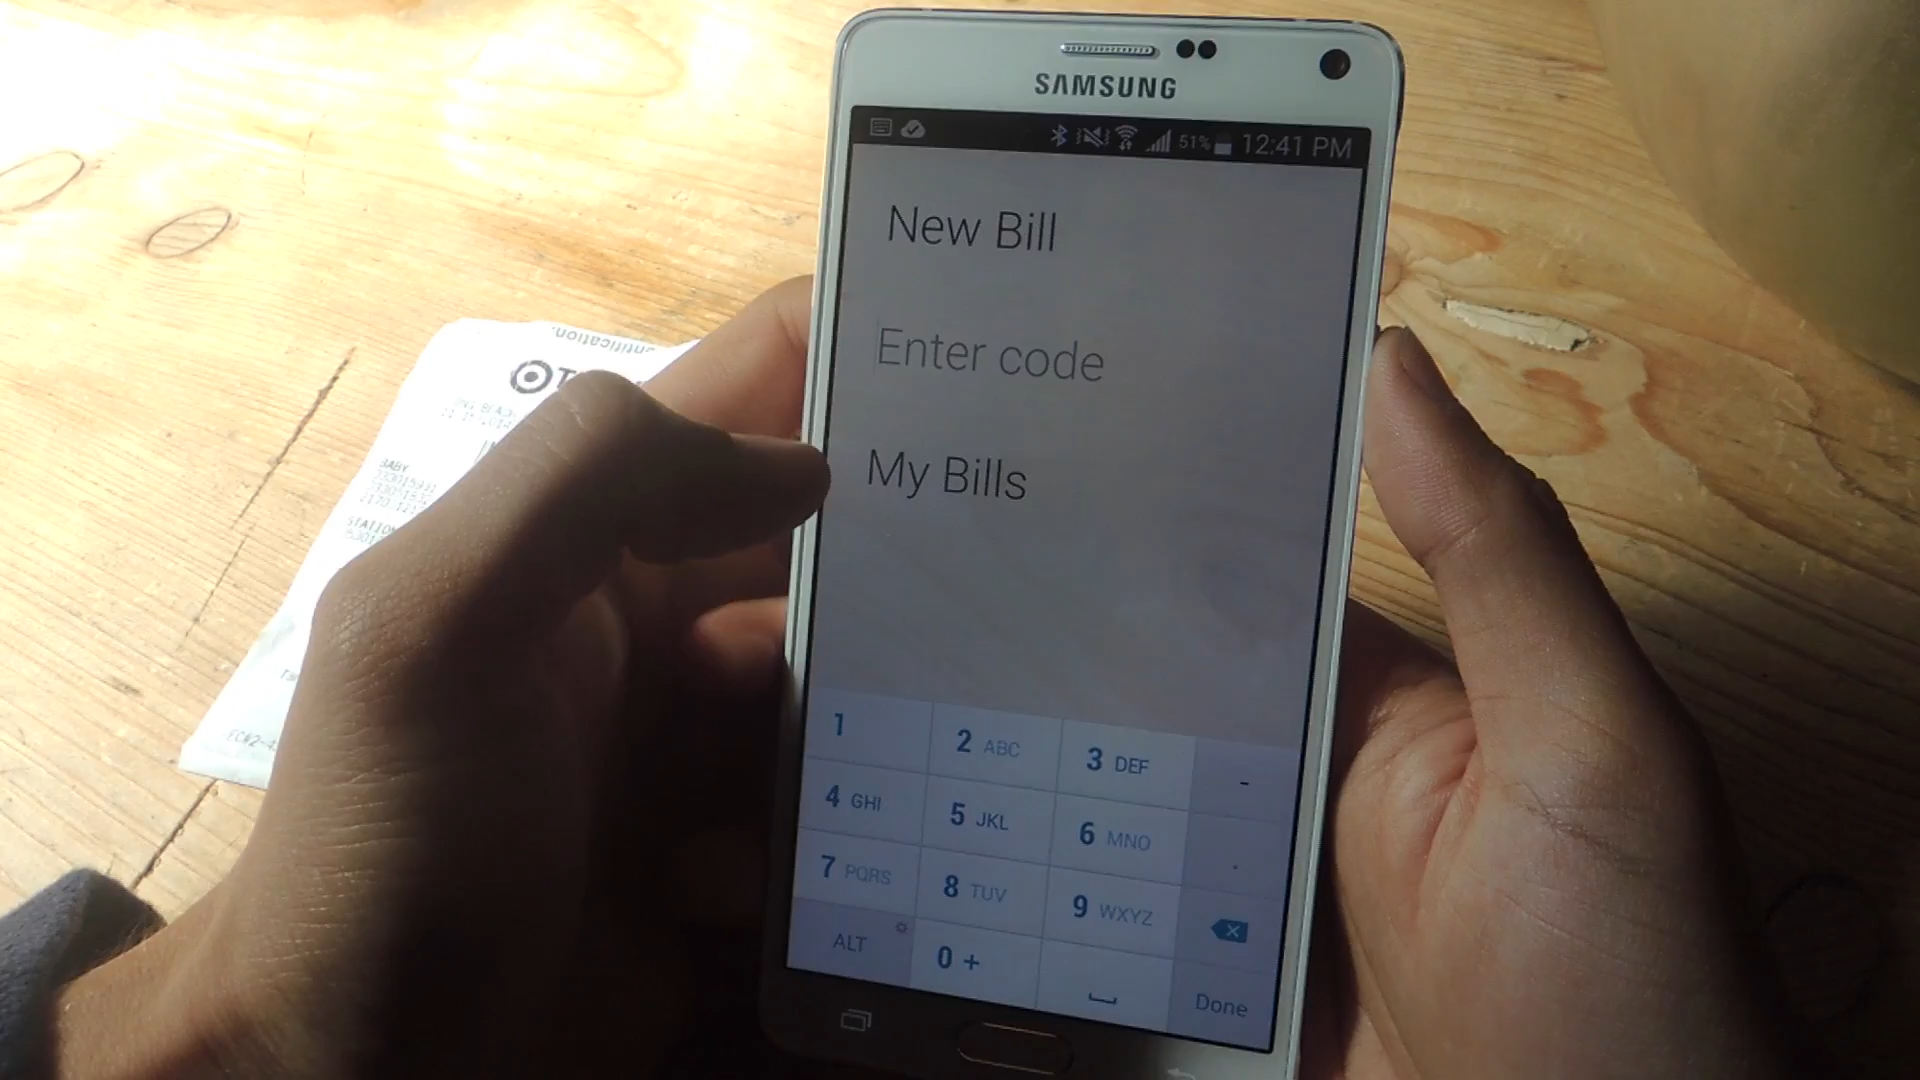 SAMSUNG
51% 12:41 PM
New Bill
Enter code
My Bills
1
2 ABC
3 DEF
-
4 GHI
5 JKL
6 MNO
.
7 PQRS
8 TUV
9 WXYZ
ALT
0 +
Done
BABY